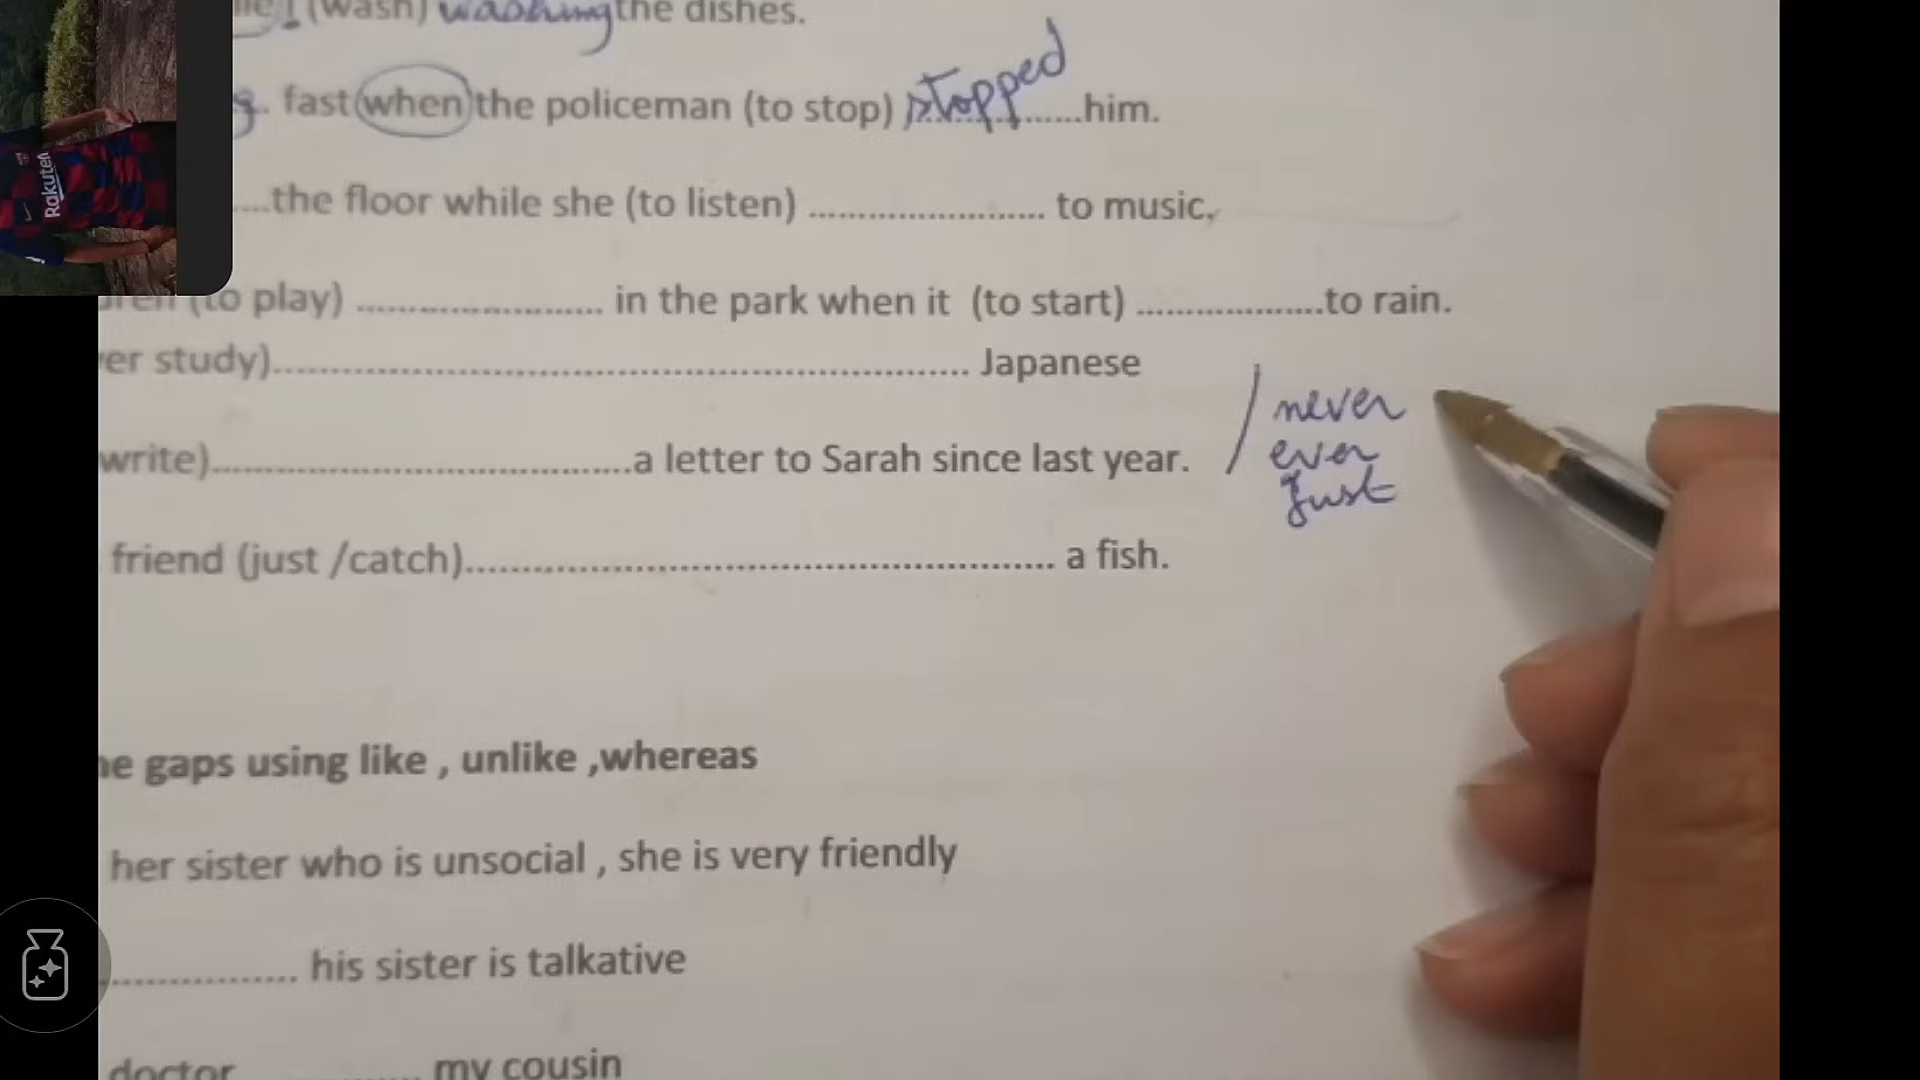 (wash) washing the dishes.
g. fast when the policeman (to stop) stopped ............him.
....the floor while she (to listen) ........................ to music.
(to play) ......................... in the park when it (to start) ...................to rain.
er study)....................................................................... Japanese
write)...........................................a letter to Sarah since last year.
never
ever
Just
friend (just /catch)............................................................ a fish.
he gaps using like , unlike ,whereas
her sister who is unsocial , she is very friendly
.................... his sister is talkative
doctor................... my cousin
Rakuten